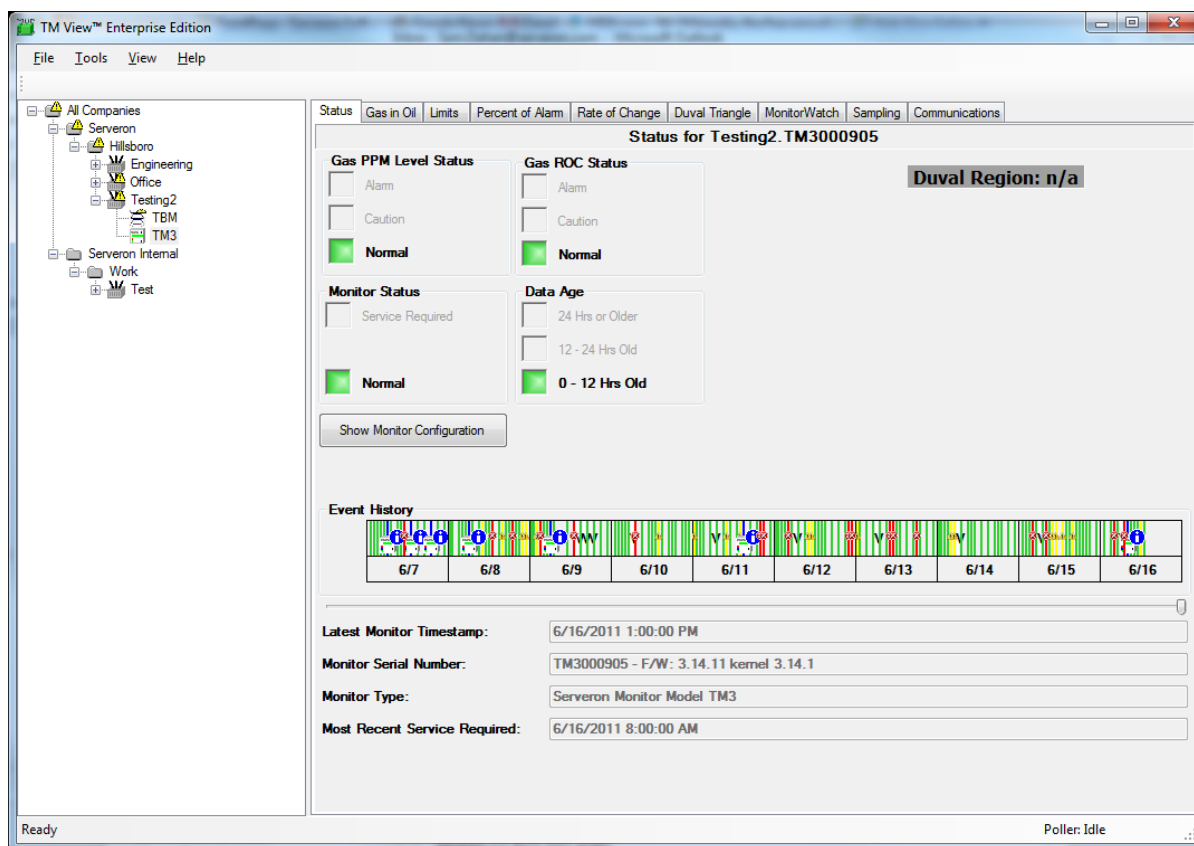 TM View™ Enterprise Edition
File Tools View Help
All Companies
Serveron
Hillsboro
Engineering
Office
Testing2
TBM
TM3
Serveron Internal
Work
Test
Status Gas in Oil Limits Percent of Alarm Rate of Change Duval Triangle MonitorWatch Sampling Communications
Status for Testing2.TM3000905
Gas PPM Level Status
Alarm
Caution
Normal
Gas ROC Status
Alarm
Caution
Normal
Duval Region: n/a
Monitor Status
Service Required
Normal
Data Age
24 Hrs or Older
12 - 24 Hrs Old
0 - 12 Hrs Old
Show Monitor Configuration
Event History
6/7 6/8 6/9 6/10 6/11 6/12 6/13 6/14 6/15 6/16
Latest Monitor Timestamp: 6/16/2011 1:00:00 PM
Monitor Serial Number: TM3000905 - F/W: 3.14.11 kernel 3.14.1
Monitor Type: Serveron Monitor Model TM3
Most Recent Service Required: 6/16/2011 8:00:00 AM
Ready Poller: Idle